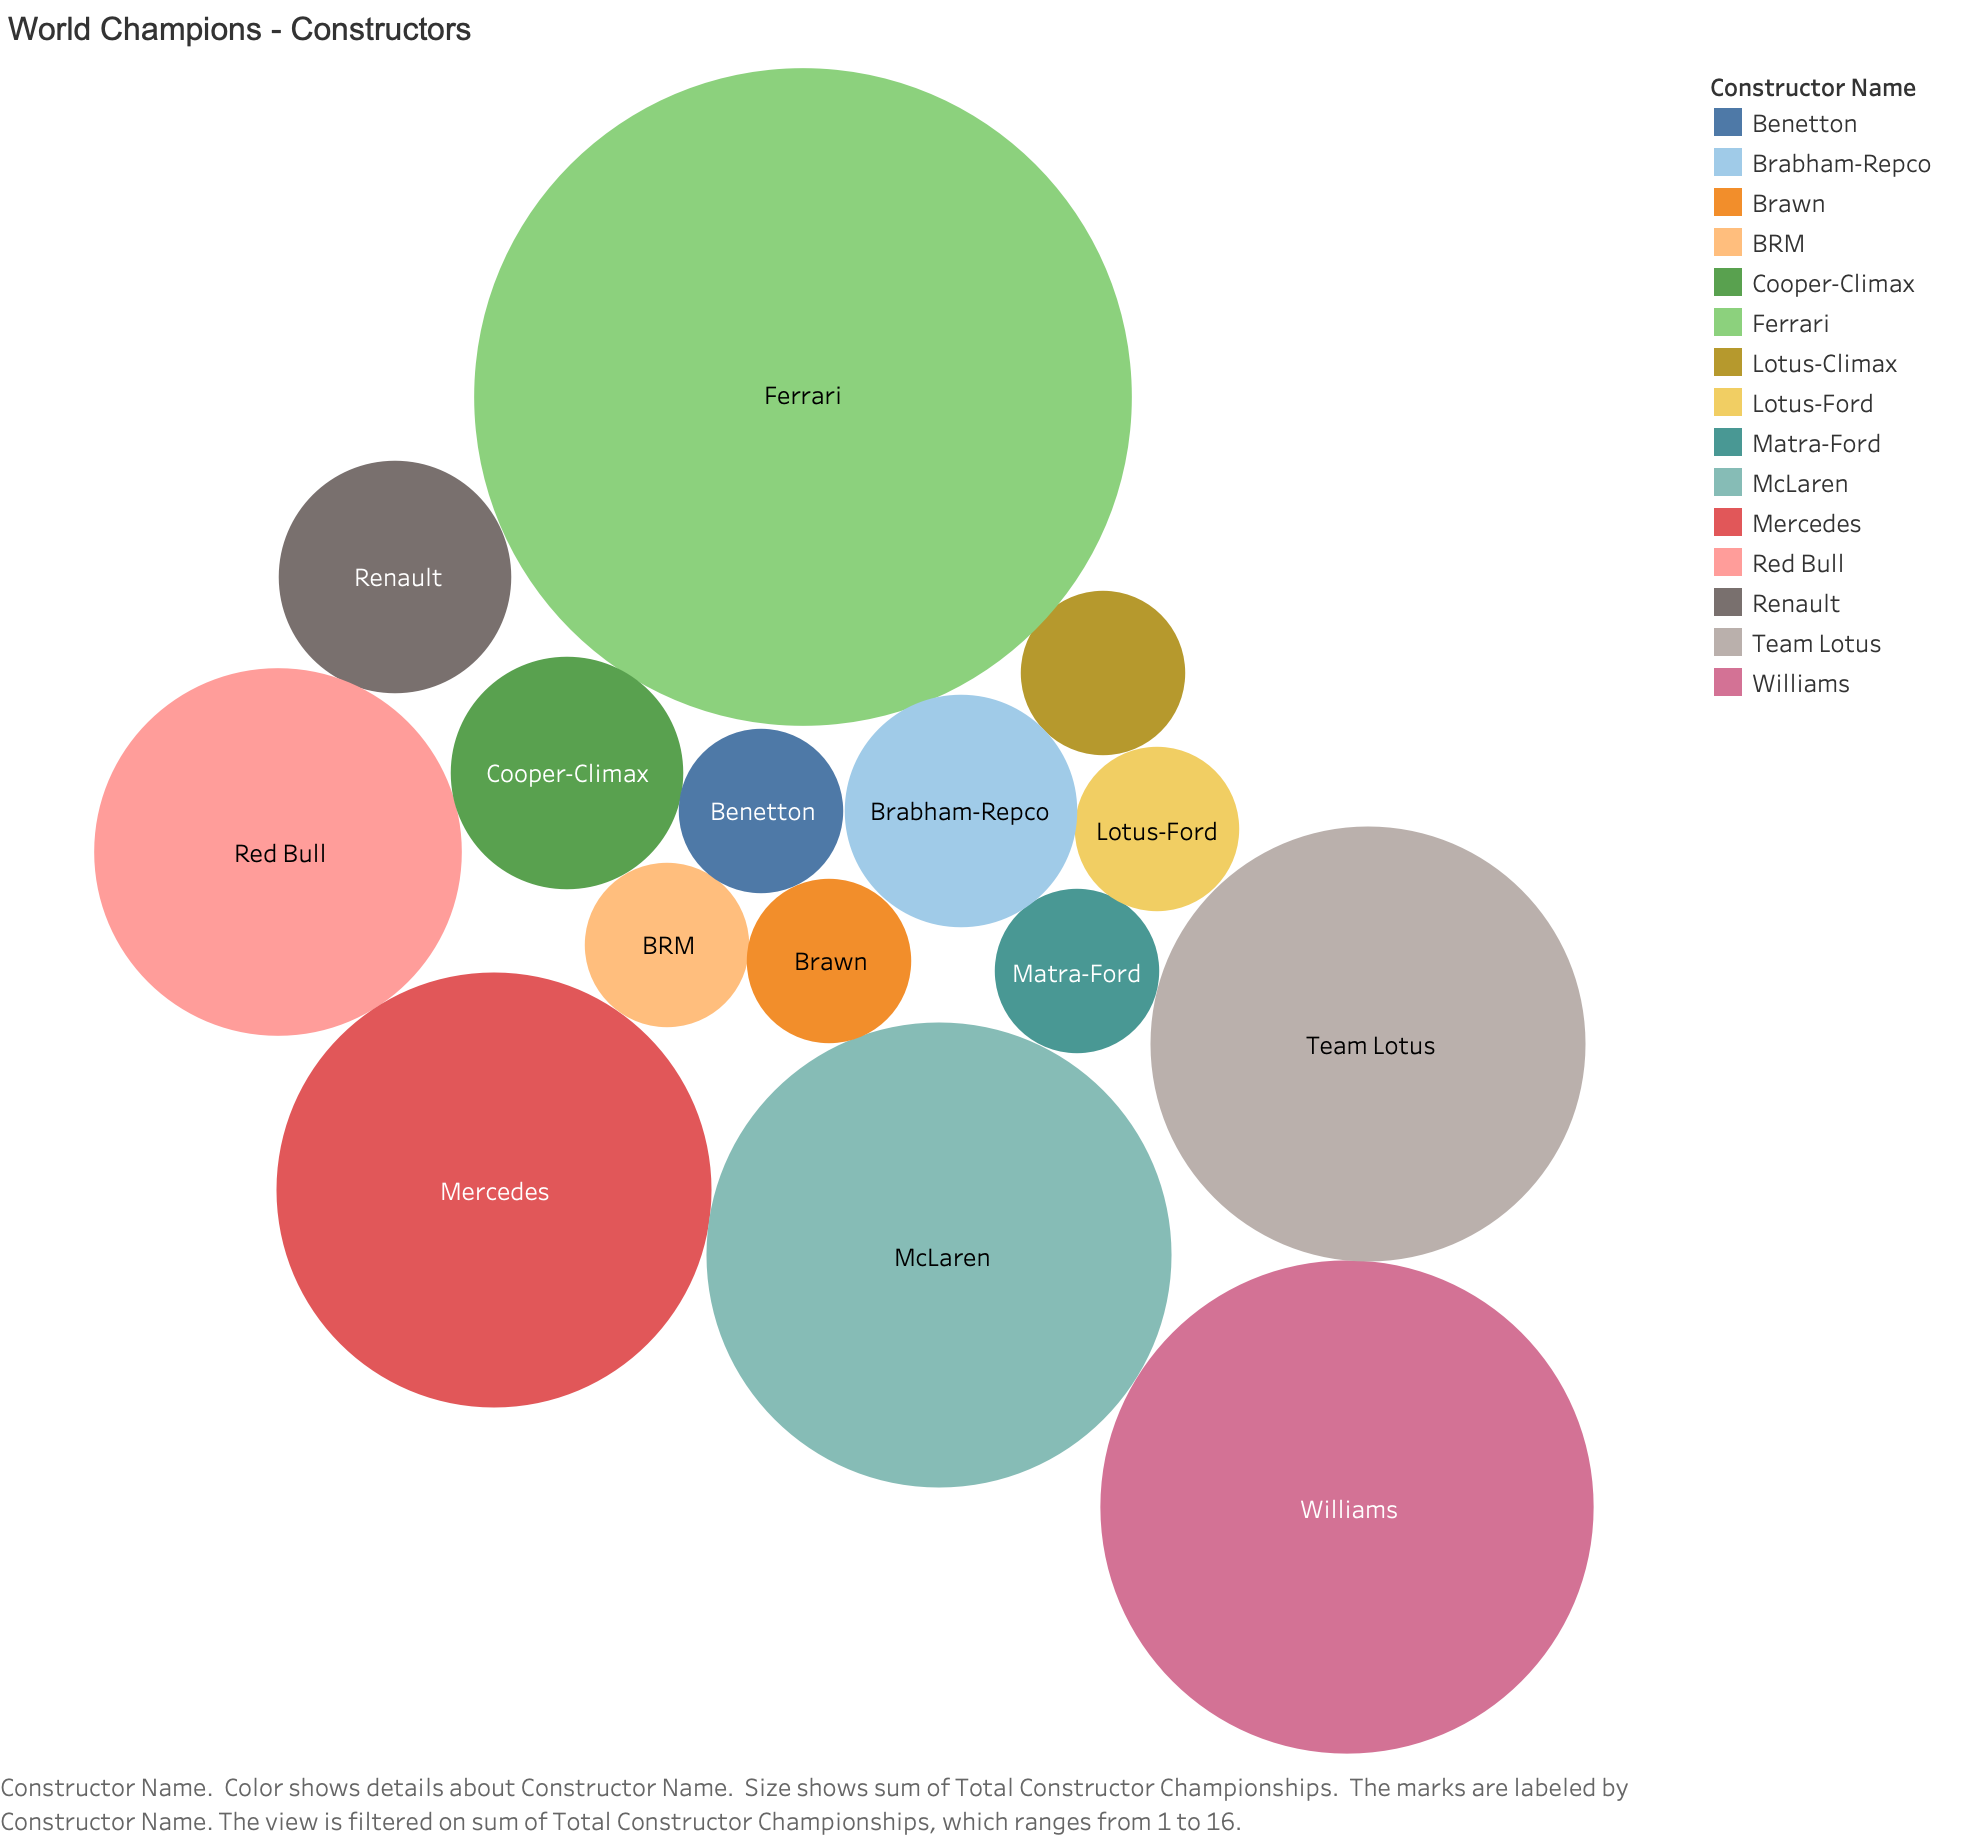 World Champions - Constructors
Constructor Name
Benetton
Brabham-Repco
Brawn
BRM
Cooper-Climax
Ferrari
Lotus-Climax
Lotus-Ford
Matra-Ford
McLaren
Mercedes
Red Bull
Renault
Team Lotus
Williams
Ferrari
Renault
Cooper-Climax
Benetton
Brabham-Repco
Lotus-Ford
Red Bull
BRM
Brawn
Matra-Ford
Team Lotus
Mercedes
McLaren
Williams
Constructor Name.  Color shows details about Constructor Name.  Size shows sum of Total Constructor Championships.  The marks are labeled by
Constructor Name. The view is filtered on sum of Total Constructor Championships, which ranges from 1 to 16.